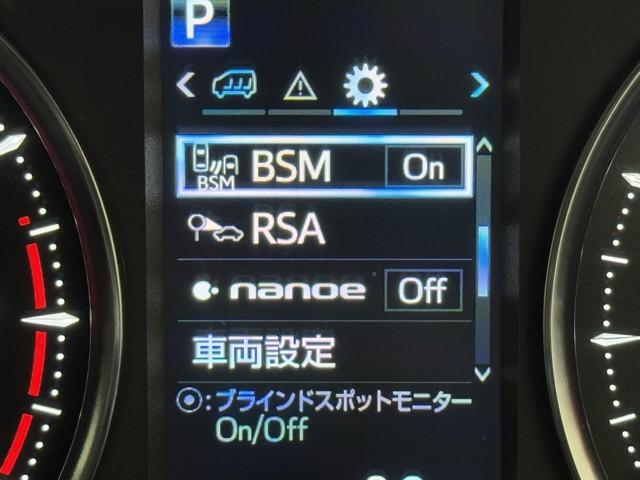 P
BSM
BSM On
RSA
nanoe Off
車両設定
：ブラインドスポットモニター
On/Off